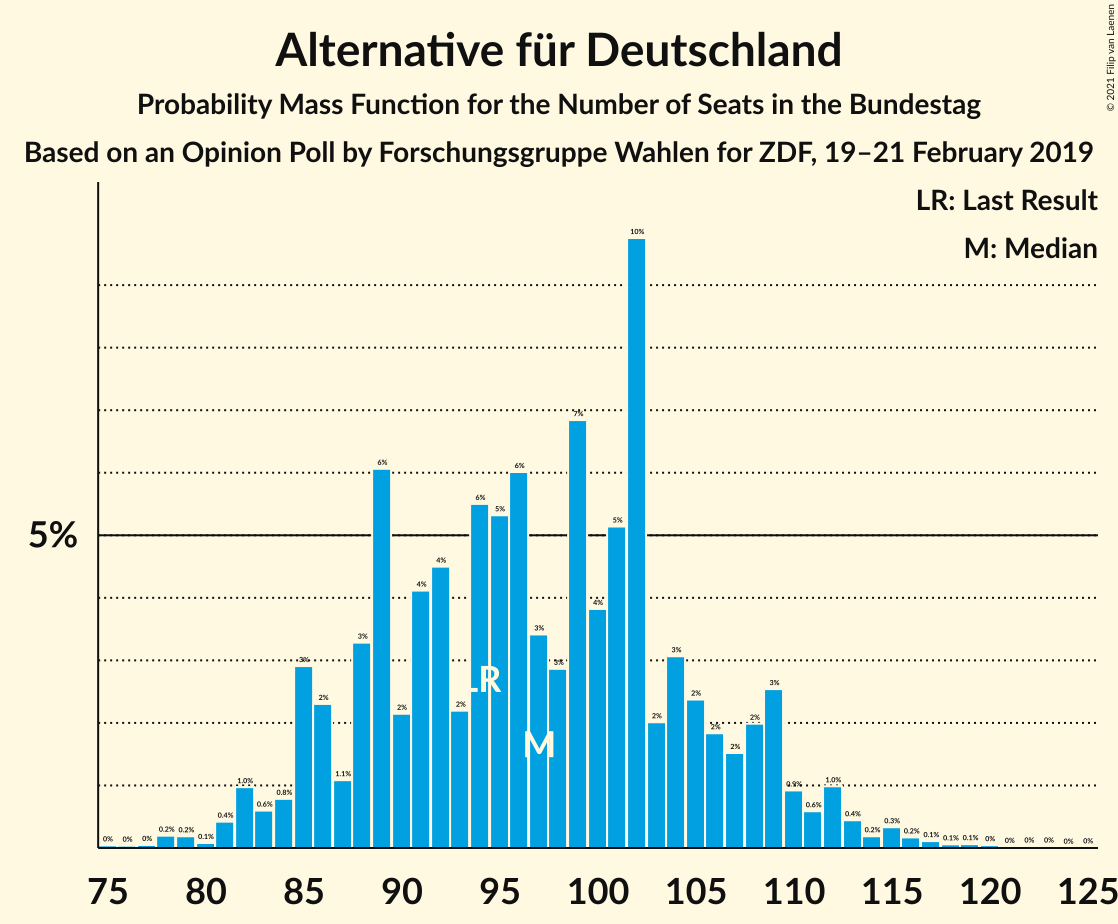 © 2021 Filip van Laenen
Alternative für Deutschland
Probability Mass Function for the Number of Seats in the Bundestag
Based on an Opinion Poll by Forschungsgruppe Wahlen for ZDF, 19–21 February 2019
LR: Last Result
M: Median
5%
0% 0% 0% 0.2% 0.2% 0.1% 0.4% 1.0% 0.6% 0.8% 3% 2% 1.1% 3% 6% 2% 4% 4% 2% 6% 5% 6% 3% 3% 7% 4% 5% 10% 2% 3% 2% 2% 2% 2% 3% 0.9% 0.6% 1.0% 0.4% 0.2% 0.3% 0.2% 0.1% 0.1% 0.1% 0% 0% 0% 0% 0% 0%
LR
M
75 80 85 90 95 100 105 110 115 120 125